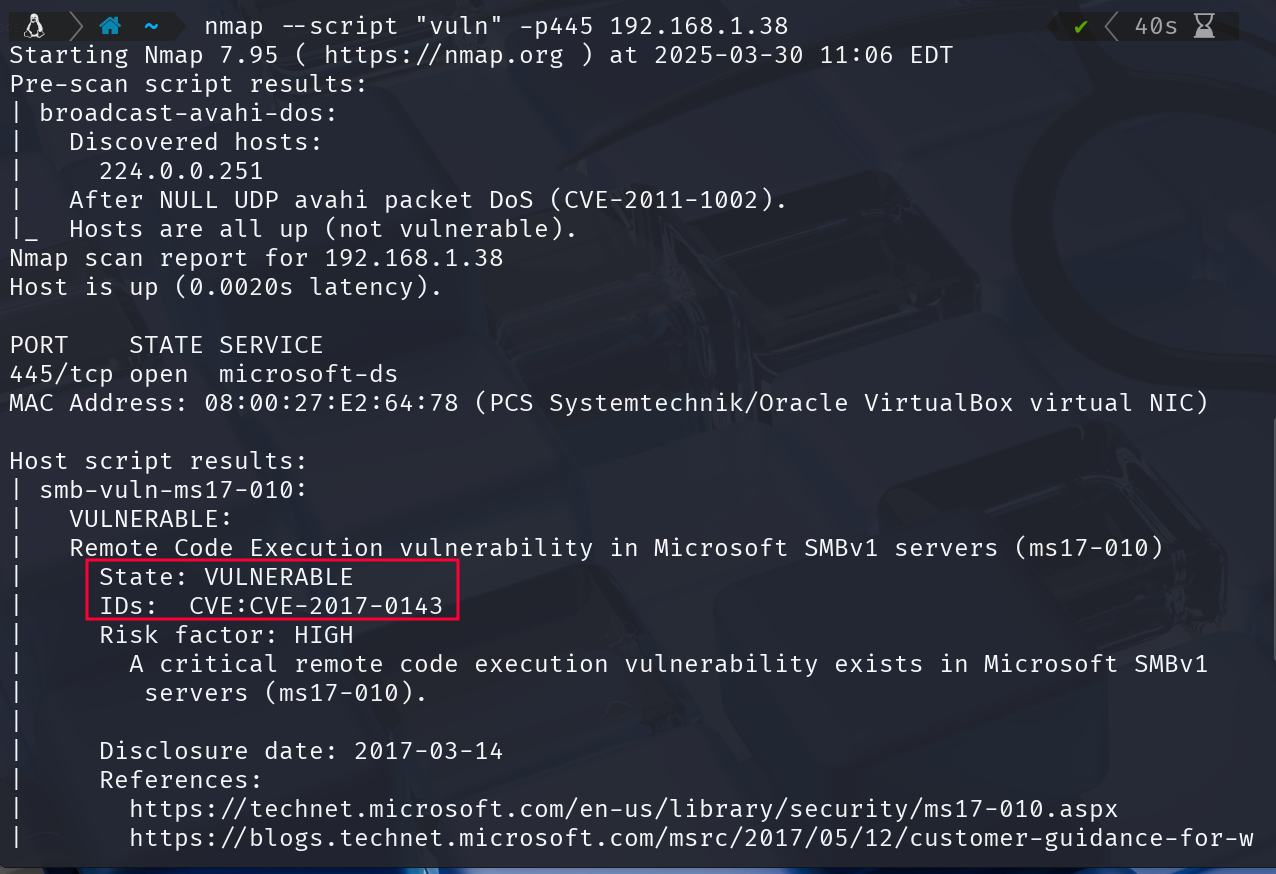 ~ nmap --script "vuln" -p445 192.168.1.38 ✔ 40s
Starting Nmap 7.95 ( https://nmap.org ) at 2025-03-30 11:06 EDT
Pre-scan script results:
| broadcast-avahi-dos:
|   Discovered hosts:
|     224.0.0.251
|   After NULL UDP avahi packet DoS (CVE-2011-1002).
|_  Hosts are all up (not vulnerable).
Nmap scan report for 192.168.1.38
Host is up (0.0020s latency).

PORT    STATE SERVICE
445/tcp open  microsoft-ds
MAC Address: 08:00:27:E2:64:78 (PCS Systemtechnik/Oracle VirtualBox virtual NIC)

Host script results:
| smb-vuln-ms17-010:
|   VULNERABLE:
|   Remote Code Execution vulnerability in Microsoft SMBv1 servers (ms17-010)
|     State: VULNERABLE
|     IDs:  CVE:CVE-2017-0143
|     Risk factor: HIGH
|       A critical remote code execution vulnerability exists in Microsoft SMBv1
|        servers (ms17-010).
|
|     Disclosure date: 2017-03-14
|     References:
|       https://technet.microsoft.com/en-us/library/security/ms17-010.aspx
|       https://blogs.technet.microsoft.com/msrc/2017/05/12/customer-guidance-for-w